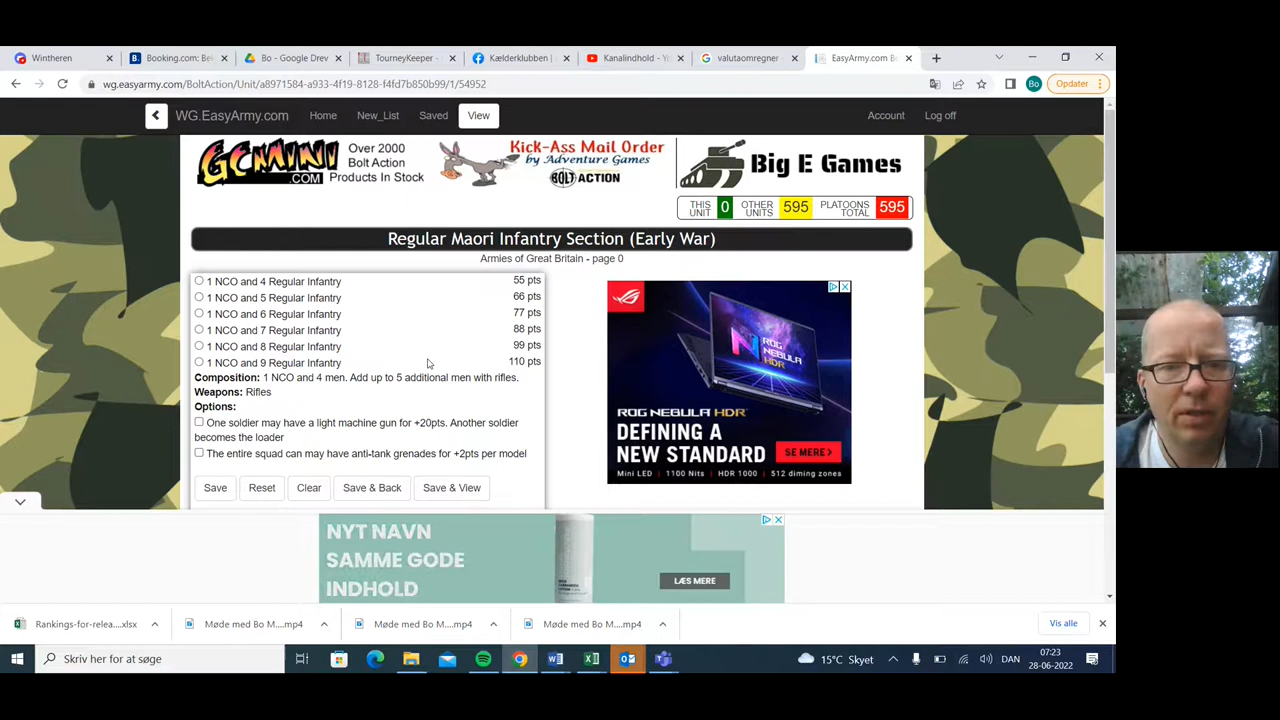 Wintheren
Booking.com: Be
Bo - Google Drev
TourneyKeeper -
Kælderklubben |
Kanalindhold - Y
valutaomregner
EasyArmy.com B
wg.easyarmy.com/BoltAction/Unit/a8971584-a933-4f19-8128-f4fd7b850b99/1/54952
Bo
Opdater
WG.EasyArmy.com
Home
New_List
Saved
View
Account
Log off
GCMINI
.COM
Over 2000
Bolt Action
Products In Stock
Kick-Ass Mail Order
by Adventure Games
BOLT ACTION
Big E Games
THIS
UNIT
0
OTHER
UNITS
595
PLATOONS
TOTAL
595
Regular Maori Infantry Section (Early War)
Armies of Great Britain - page 0
1 NCO and 4 Regular Infantry 55 pts
1 NCO and 5 Regular Infantry 66 pts
1 NCO and 6 Regular Infantry 77 pts
1 NCO and 7 Regular Infantry 88 pts
1 NCO and 8 Regular Infantry 99 pts
1 NCO and 9 Regular Infantry 110 pts
Composition: 1 NCO and 4 men. Add up to 5 additional men with rifles.
Weapons: Rifles
Options:
One soldier may have a light machine gun for +20pts. Another soldier
becomes the loader
The entire squad can may have anti-tank grenades for +2pts per model
Save
Reset
Clear
Save & Back
Save & View
ROG
NEBULA
HDR
ROG NEBULA HDR
DEFINING A
NEW STANDARD
SE MERE >
Mini LED | 1100 Nits | HDR 1000 | 512 diming zones
NYT NAVN
SAMME GODE
INDHOLD
LÆS MERE
Rankings-for-relea....xlsx
Møde med Bo M....mp4
Møde med Bo M....mp4
Møde med Bo M....mp4
Vis alle
Skriv her for at søge
15°C Skyet
DAN
07:23
28-06-2022